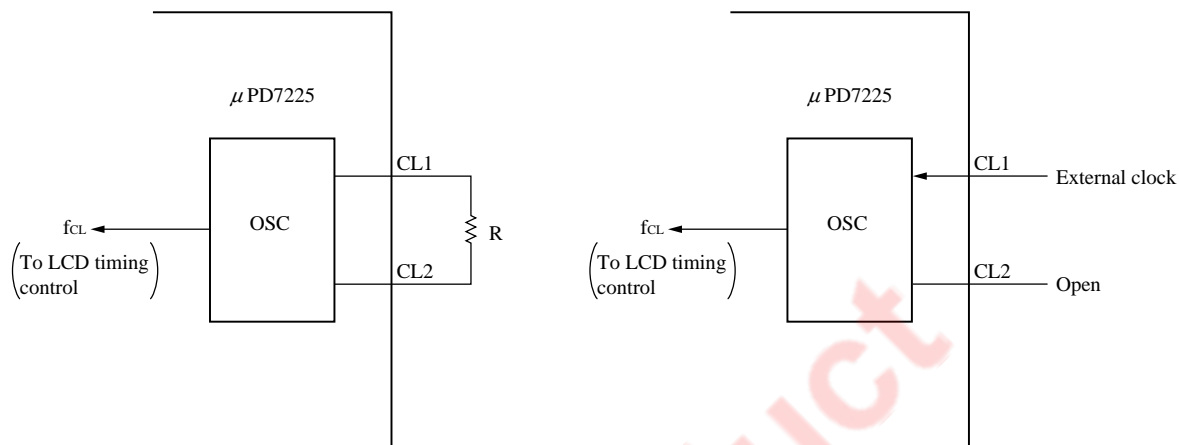 μPD7225
CL1
OSC
fCL
(To LCD timing
control)
R
CL2
μPD7225
CL1
External clock
OSC
fCL
(To LCD timing
control)
CL2
Open
uct